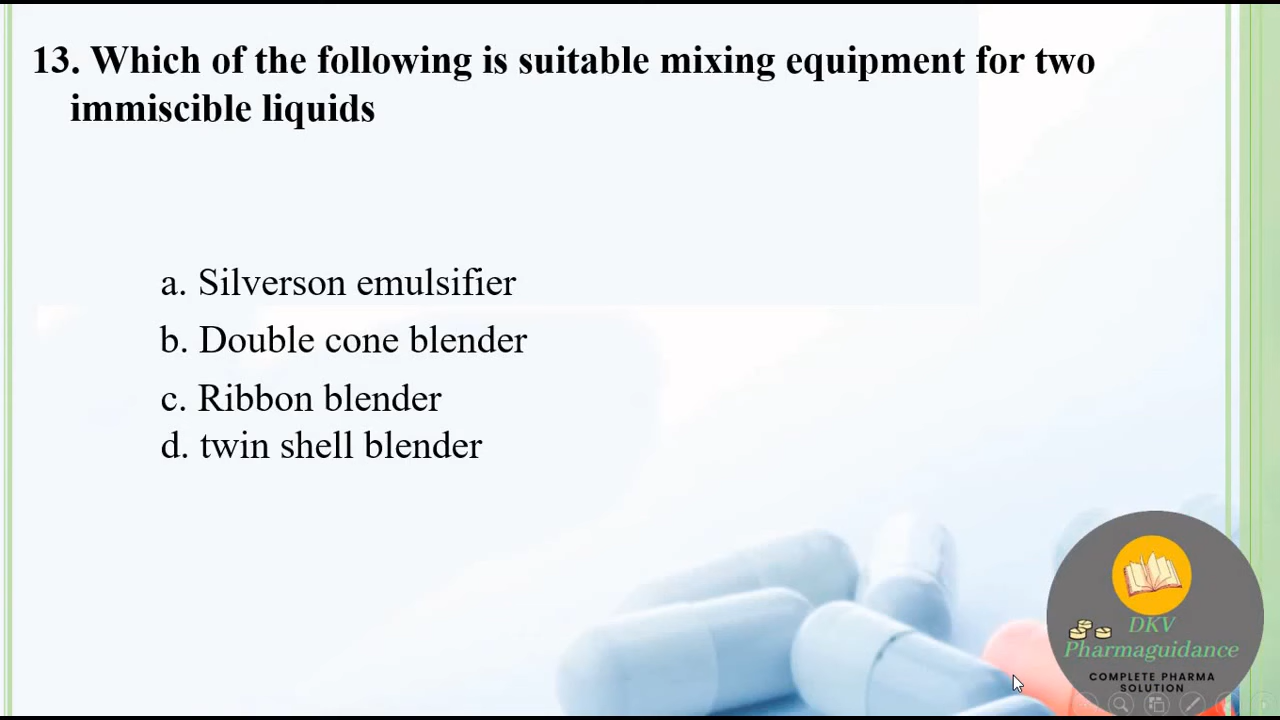 13. Which of the following is suitable mixing equipment for two
immiscible liquids
a. Silverson emulsifier
b. Double cone blender
c. Ribbon blender
d. twin shell blender
DKV
Pharmaguidance
COMPLETE PHARMA
SOLUTION